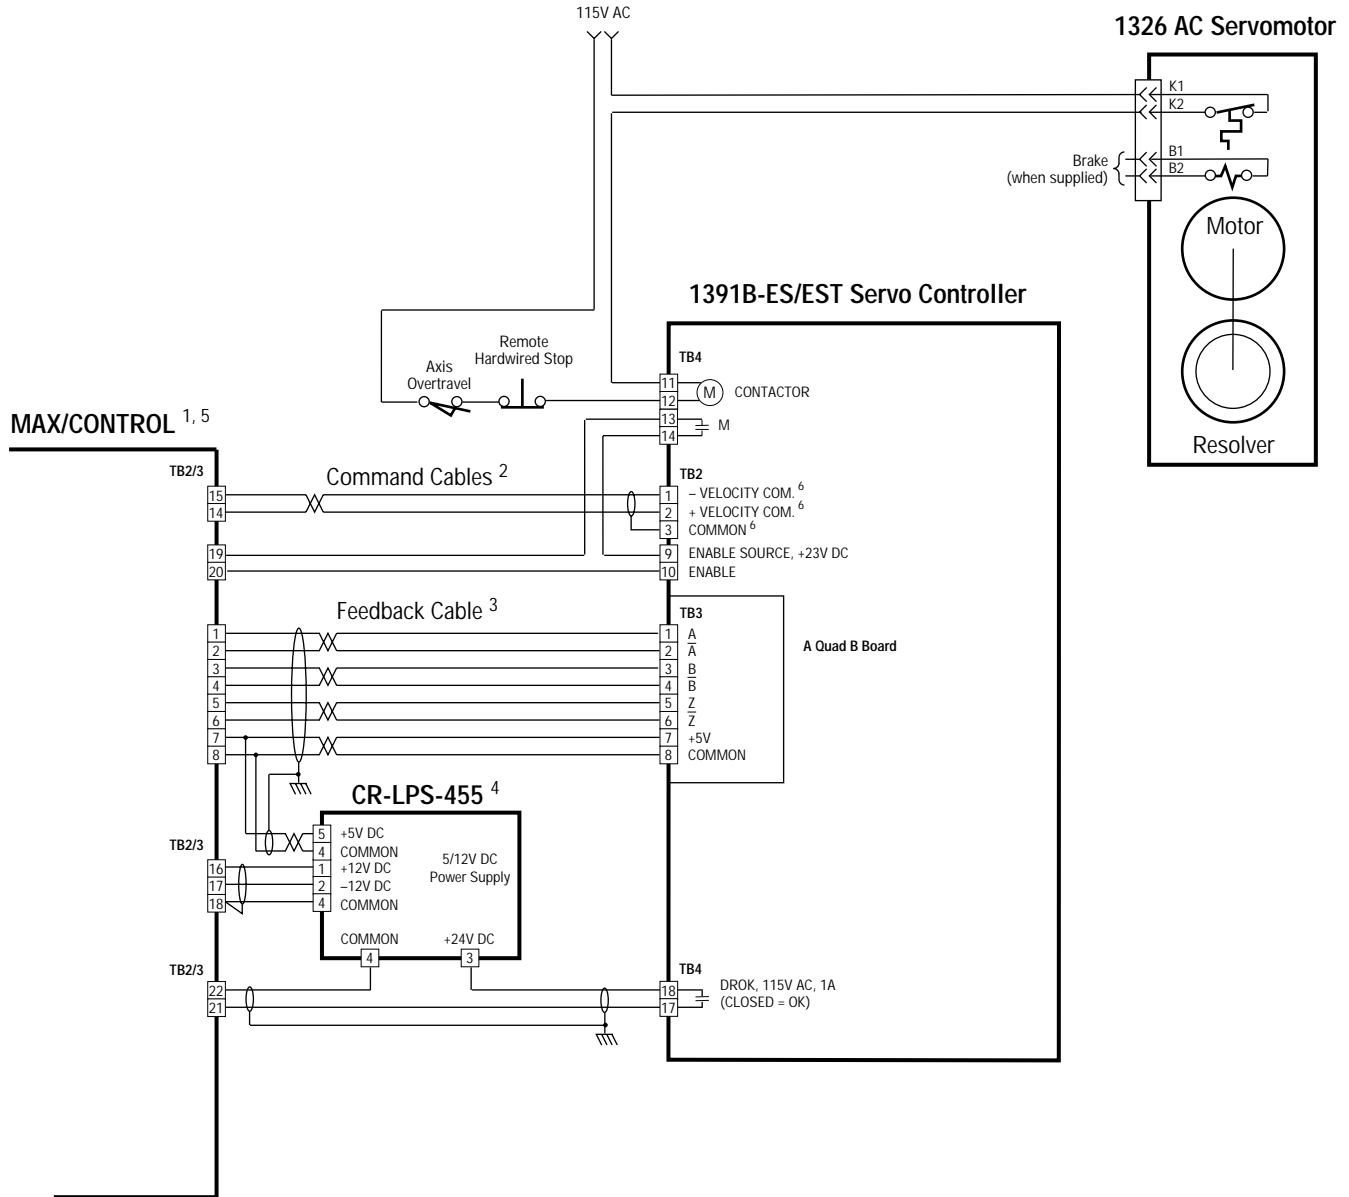 115V AC
1326 AC Servomotor
K1
K2
Brake
(when supplied)
B1
B2
Motor
Resolver
1391B-ES/EST Servo Controller
Remote
Hardwired Stop
Axis
Overtravel
TB4
11
12
13
14
M
CONTACTOR
M
MAX/CONTROL 1, 5
TB2/3
15
14
19
20
Command Cables 2
TB2
1 – VELOCITY COM. 6
2 + VELOCITY COM. 6
3 COMMON 6
9 ENABLE SOURCE, +23V DC
10 ENABLE
Feedback Cable 3
1
2
3
4
5
6
7
8
TB3
1 A
2 A̅
3 B
4 B̅
5 Z
6 Z̅
7 +5V
8 COMMON
A Quad B Board
CR-LPS-455 4
TB2/3
16
17
18
5 +5V DC
4 COMMON
1 +12V DC
2 –12V DC
4 COMMON
5/12V DC
Power Supply
COMMON
+24V DC
4
3
TB2/3
22
21
TB4
18
17
DROK, 115V AC, 1A
(CLOSED = OK)